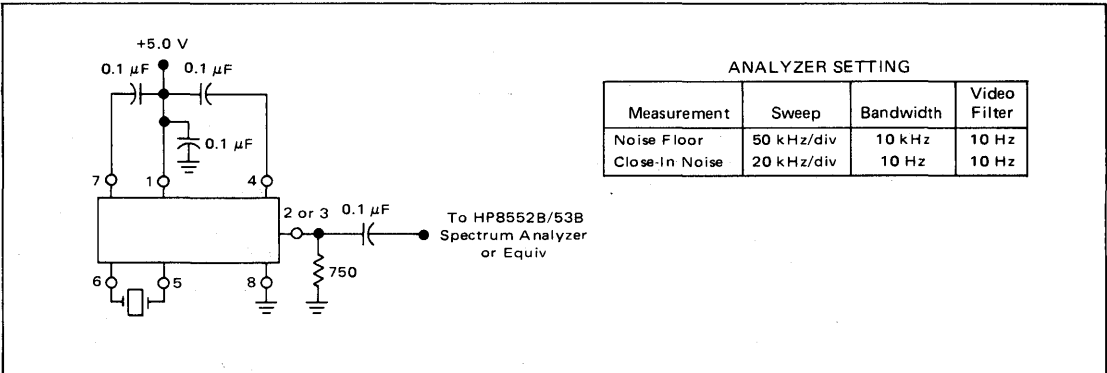 +5.0 V
0.1 µF 0.1 µF
0.1 µF
7 1 4
2 or 3 0.1 µF
To HP8552B/53B
Spectrum Analyzer
or Equiv
750
6 5 8
ANALYZER SETTING
Measurement Sweep Bandwidth Video Filter
Noise Floor 50 kHz/div 10 kHz 10 Hz
Close-In Noise 20 kHz/div 10 Hz 10 Hz